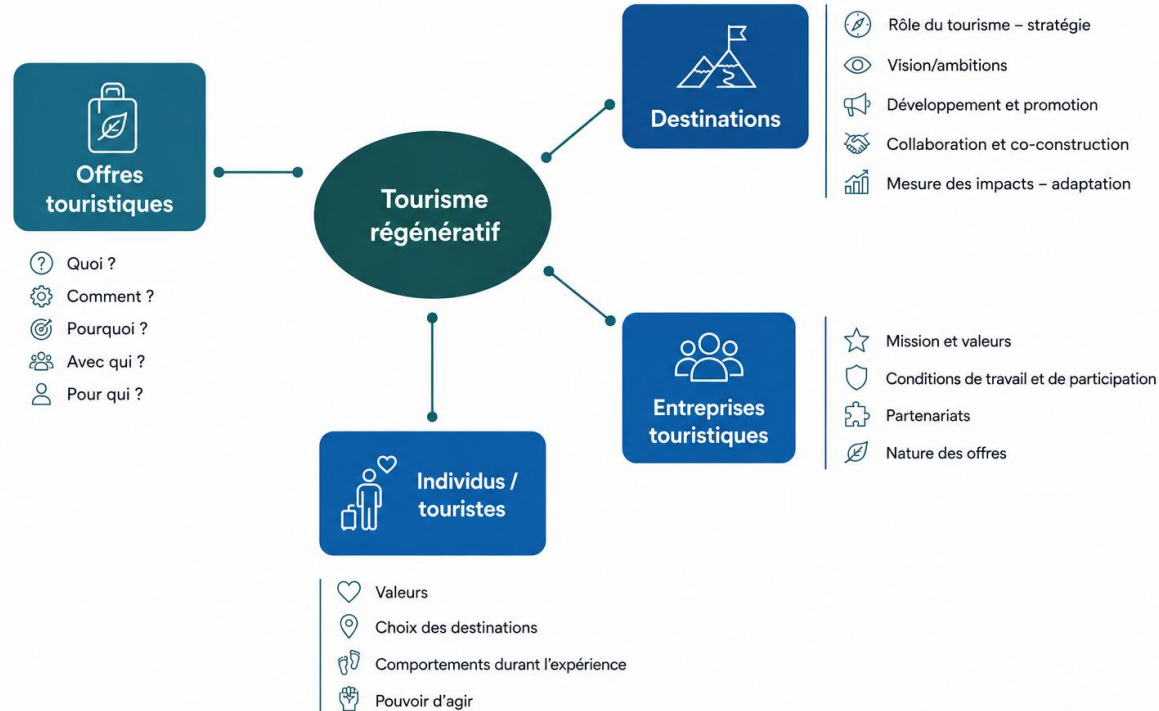 Offres
touristiques
Quoi ?
Comment ?
Pourquoi ?
Avec qui ?
Pour qui ?
Tourisme
régénératif
Destinations
Rôle du tourisme – stratégie
Vision/ambitions
Développement et promotion
Collaboration et co-construction
Mesure des impacts – adaptation
Entreprises
touristiques
Mission et valeurs
Conditions de travail et de participation
Partenariats
Nature des offres
Individus /
touristes
Valeurs
Choix des destinations
Comportements durant l'expérience
Pouvoir d'agir